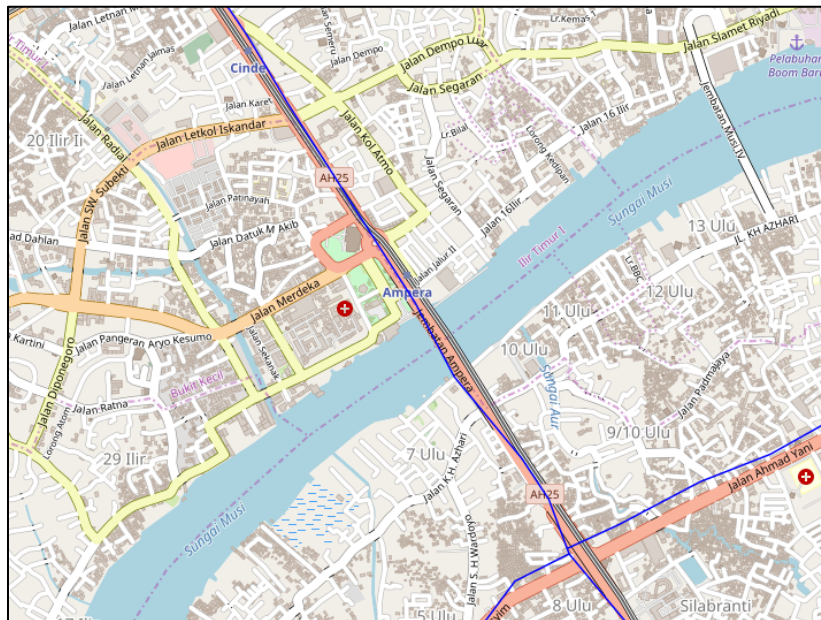 Jalan Letnan
Jalan Semeru
Lr.Kemas
Jalan Dempo
Jalan Dempo Luar
Jalan Slamet Riyadi
Pelabuhan
Boom Baru
Cinde
Jalan Letnan Jaimas
Jalan Segaran
Jembatan Musi IV
Jalan Karet
Jalan Radial
20 Ilir Ii
Jalan Letkol Iskandar
Jalan Kol Atmo
Lr.Bilal
Lorong Kedipan
Jalan 16 Ilir
Jalan SW. Subekti
AH25
Jalan Segaran
Jalan Patinayah
Jalan 16Ilir
Sungai Musi
13 Ulu
JL. KH AZHARI
ad Dahlan
Jalan Datuk M Akib
Jalan Jalur II
Ilir Timur I
Lr.BBC
12 Ulu
Ampera
Jalan Merdeka
11 Ulu
Jembatan Ampera
n Kartini
Jalan Pangeran Aryo Kesumo
Jalan Sekanak
10 Ulu
Jalan Diponegoro
Bukit Kecil
Sungai Aur
Jalan Padmajaya
Jalan Ratna
Lorong Atom
29 Ilir
7 Ulu
9/10 Ulu
Jalan K.H. Azhari
Jalan Ahmad Yani
AH25
Sungai Musi
Jalan H S. Wardoyo
5 Ulu
8 Ulu
Silabranti